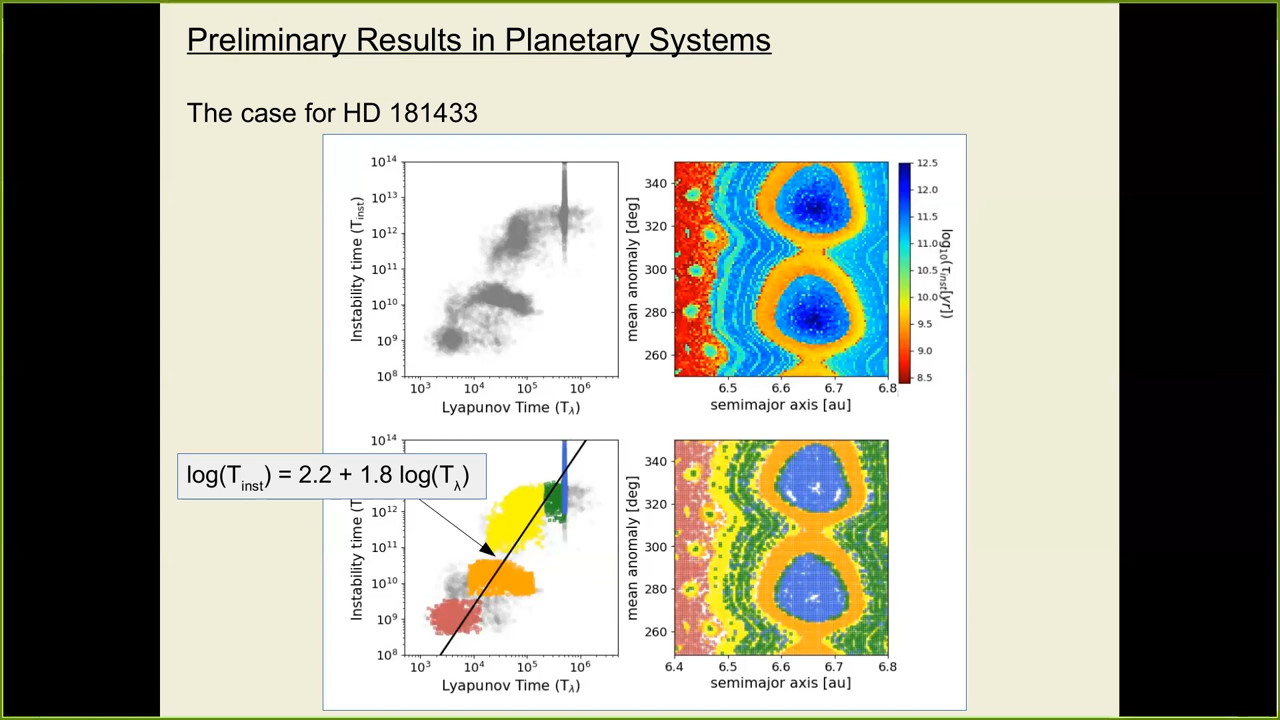 Preliminary Results in Planetary Systems
The case for HD 181433
10^14
10^13
10^12
10^11
10^10
10^9
10^8
Instability time (T_inst)
10^3 10^4 10^5 10^6
Lyapunov Time (T_λ)
340
320
300
280
260
mean anomaly [deg]
6.5 6.6 6.7 6.8
semimajor axis [au]
12.5
12.0
11.5
11.0
10.5
10.0
9.5
9.0
8.5
log_10(τ_inst[yr])
log(T_inst) = 2.2 + 1.8 log(T_λ)
10^14
10^12
10^11
10^10
10^9
10^8
Instability time (T
10^3 10^4 10^5 10^6
Lyapunov Time (T_λ)
340
320
300
280
260
mean anomaly [deg]
6.4 6.5 6.6 6.7 6.8
semimajor axis [au]